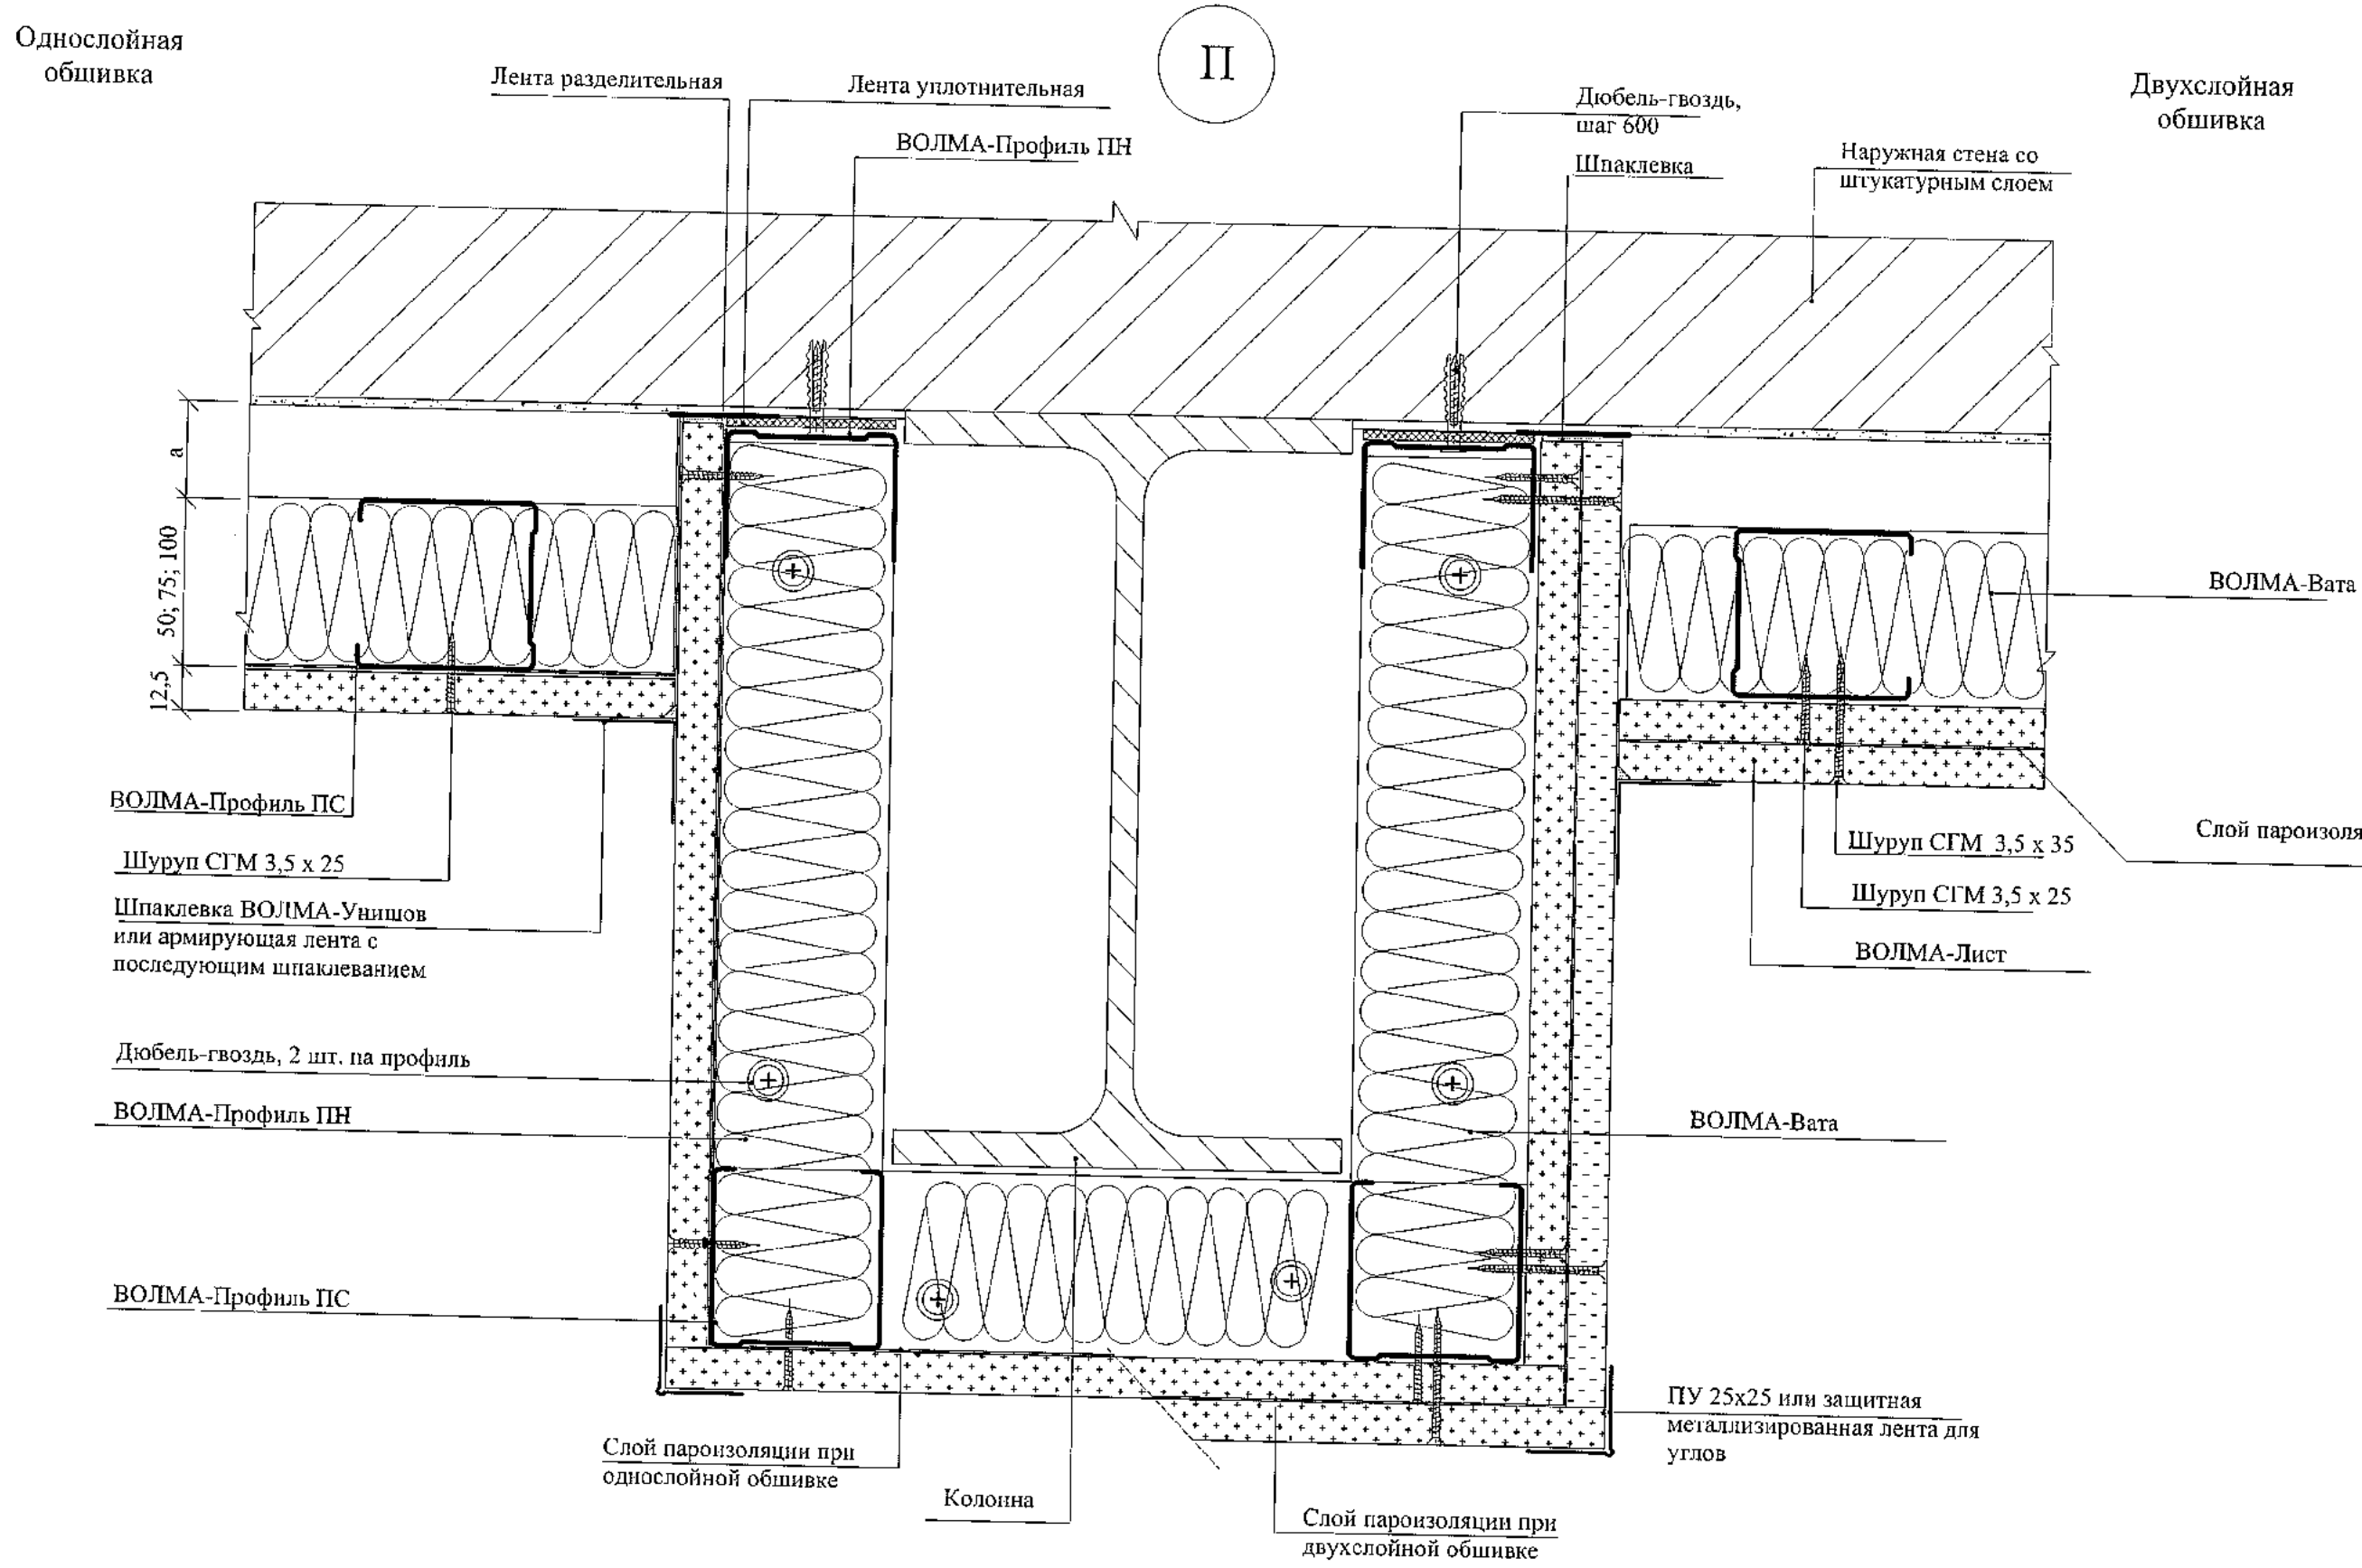 Однослойная
обшивка
П
Двухслойная
обшивка
Лента разделительная
Лента уплотнительная
ВОЛМА-Профиль ПН
Дюбель-гвоздь,
шаг 600
Шпаклевка
Наружная стена со
штукатурным слоем
а
50; 75; 100
12,5
ВОЛМА-Вата
ВОЛМА-Профиль ПС
Шуруп СГМ 3,5 х 25
Шпаклевка ВОЛМА-Унишов
или армирующая лента с
последующим шпаклеванием
Слой пароизоля
Шуруп СГМ 3,5 х 35
Шуруп СГМ 3,5 х 25
ВОЛМА-Лист
Дюбель-гвоздь, 2 шт. на профиль
ВОЛМА-Профиль ПН
ВОЛМА-Вата
ВОЛМА-Профиль ПС
ПУ 25х25 или защитная
металлизированная лента для
углов
Слой пароизоляции при
однослойной обшивке
Колонна
Слой пароизоляции при
двухслойной обшивке